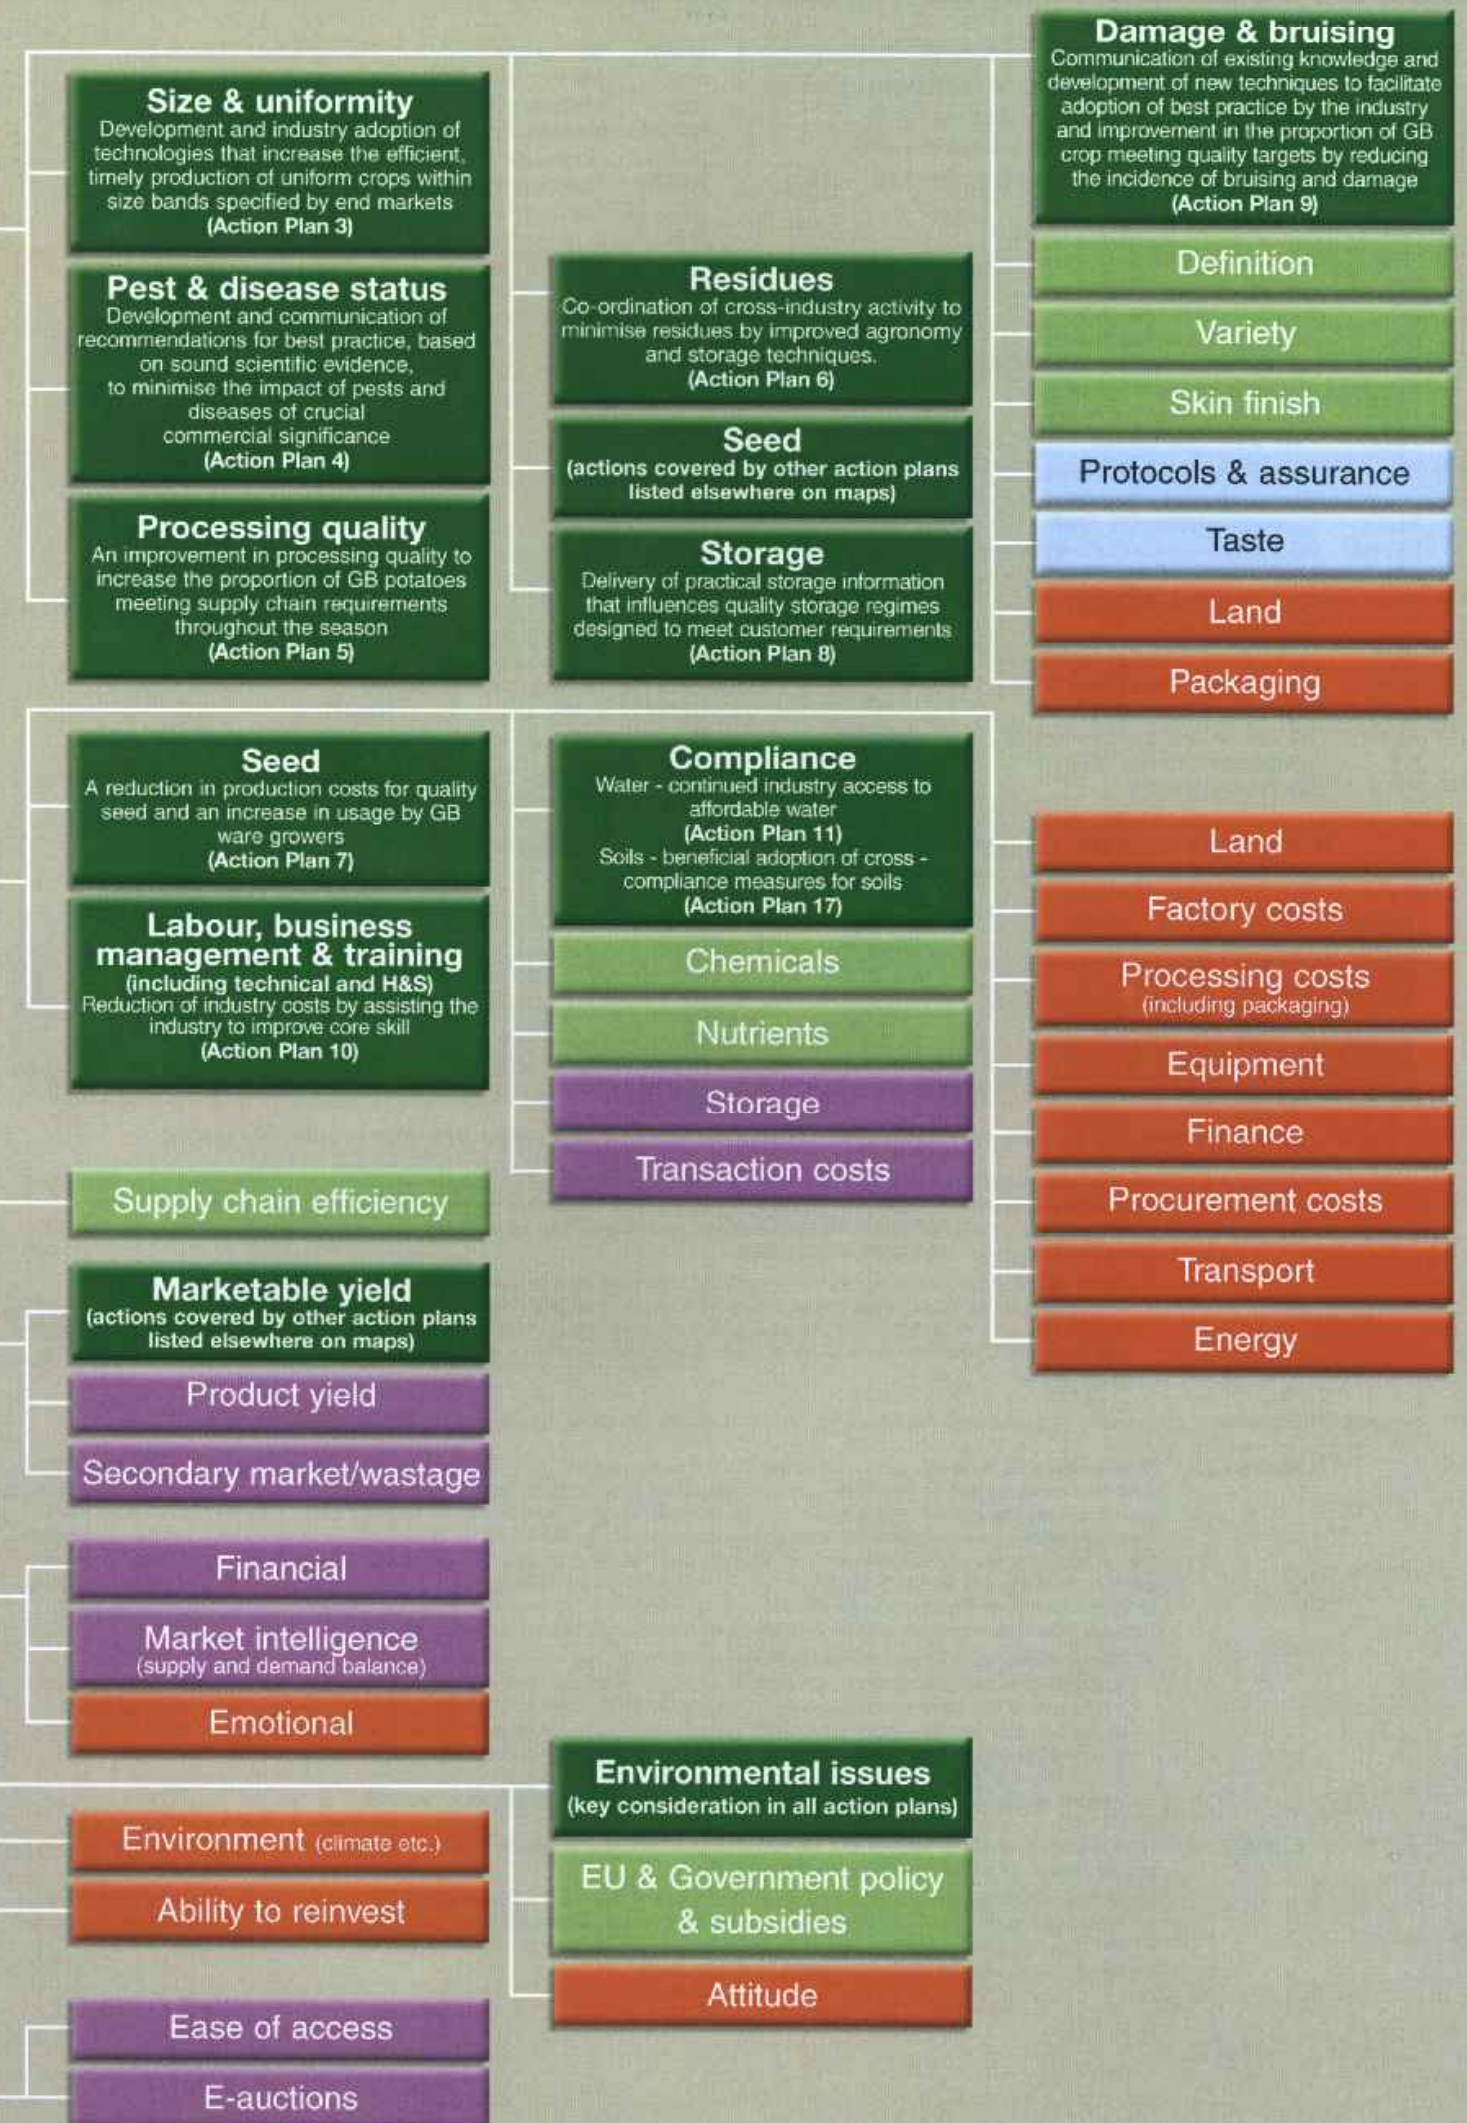 Size & uniformity
Development and industry adoption of
technologies that increase the efficient,
timely production of uniform crops within
size bands specified by end markets
(Action Plan 3)
Pest & disease status
Development and communication of
recommendations for best practice, based
on sound scientific evidence,
to minimise the impact of pests and
diseases of crucial
commercial significance
(Action Plan 4)
Processing quality
An improvement in processing quality to
increase the proportion of GB potatoes
meeting supply chain requirements
throughout the season
(Action Plan 5)
Residues
Co-ordination of cross-industry activity to
minimise residues by improved agronomy
and storage techniques.
(Action Plan 6)
Seed
(actions covered by other action plans
listed elsewhere on maps)
Storage
Delivery of practical storage information
that influences quality storage regimes
designed to meet customer requirements
(Action Plan 8)
Damage & bruising
Communication of existing knowledge and
development of new techniques to facilitate
adoption of best practice by the industry
and improvement in the proportion of GB
crop meeting quality targets by reducing
the incidence of bruising and damage
(Action Plan 9)
Definition
Variety
Skin finish
Protocols & assurance
Taste
Land
Packaging
Seed
A reduction in production costs for quality
seed and an increase in usage by GB
ware growers
(Action Plan 7)
Labour, business
management & training
(including technical and H&S)
Reduction of industry costs by assisting the
industry to improve core skill
(Action Plan 10)
Compliance
Water - continued industry access to
affordable water
(Action Plan 11)
Soils - beneficial adoption of cross -
compliance measures for soils
(Action Plan 17)
Chemicals
Nutrients
Storage
Transaction costs
Land
Factory costs
Processing costs
(including packaging)
Equipment
Finance
Procurement costs
Transport
Energy
Supply chain efficiency
Marketable yield
(actions covered by other action plans
listed elsewhere on maps)
Product yield
Secondary market/wastage
Financial
Market intelligence
(supply and demand balance)
Emotional
Environment (climate etc.)
Ability to reinvest
Environmental issues
(key consideration in all action plans)
EU & Government policy
& subsidies
Attitude
Ease of access
E-auctions